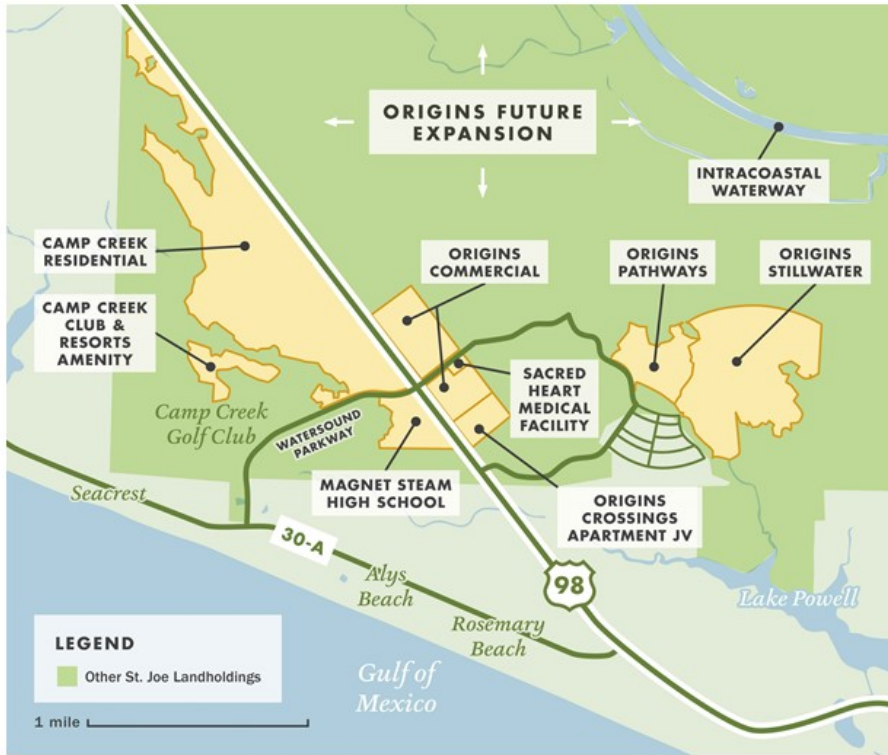 ORIGINS FUTURE
EXPANSION
INTRACOASTAL
WATERWAY
CAMP CREEK
RESIDENTIAL
ORIGINS
COMMERCIAL
ORIGINS
PATHWAYS
ORIGINS
STILLWATER
CAMP CREEK
CLUB &
RESORTS
AMENITY
SACRED
HEART
MEDICAL
FACILITY
Camp Creek
Golf Club
WATERSOUND
PARKWAY
MAGNET STEAM
HIGH SCHOOL
ORIGINS
CROSSINGS
APARTMENT JV
Seacrest
30-A
Alys
Beach
98
Rosemary
Beach
Lake Powell
Gulf of
Mexico
LEGEND
Other St. Joe Landholdings
1 mile